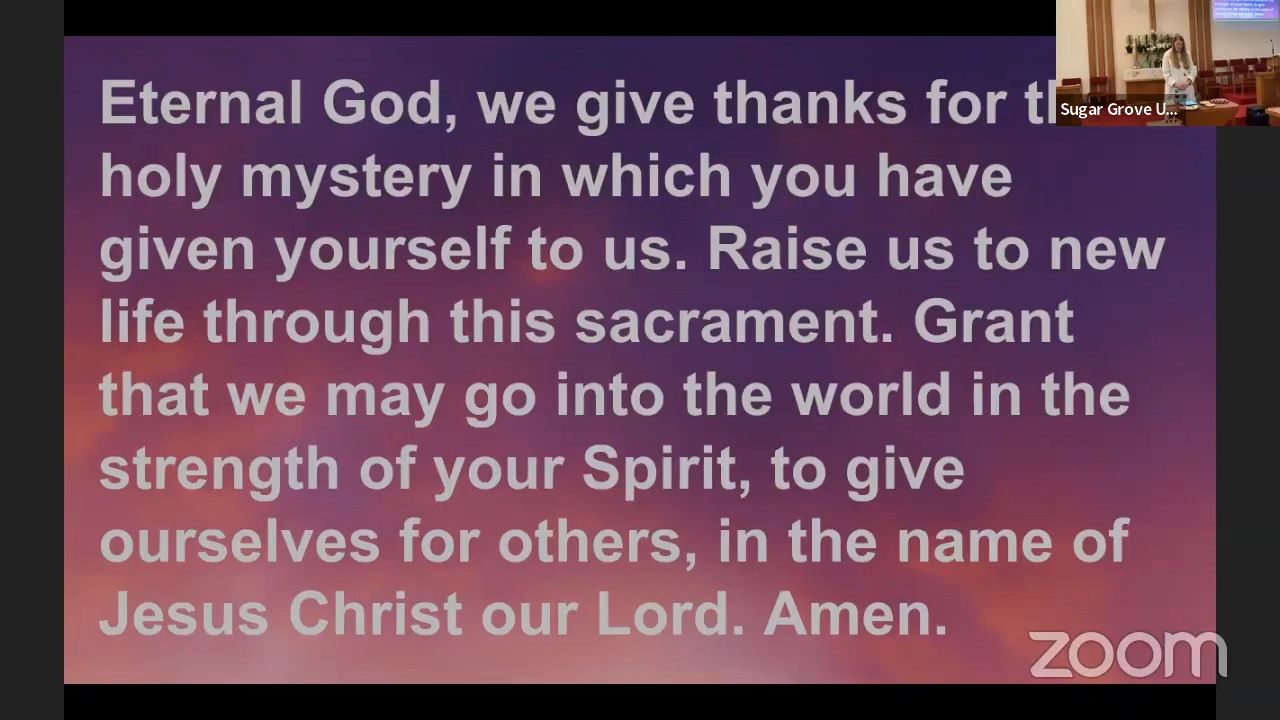 Eternal God, we give thanks for
holy mystery in which you have
given yourself to us. Raise us to new
life through this sacrament. Grant
that we may go into the world in the
strength of your Spirit, to give
ourselves for others, in the name of
Jesus Christ our Lord. Amen.
Sugar Grove U...
zoom